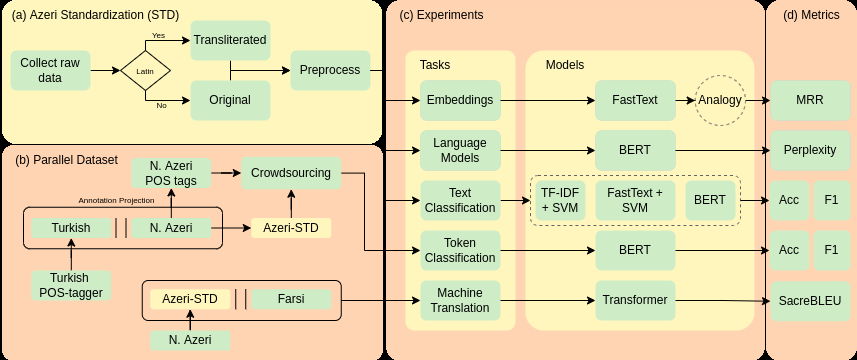 (a) Azeri Standardization (STD)
Collect raw
data
Latin
Yes
No
Transliterated
Original
Preprocess
(b) Parallel Dataset
N. Azeri
POS tags
Crowdsourcing
Annotation Projection
Turkish
N. Azeri
Azeri-STD
Turkish
POS-tagger
Azeri-STD
Farsi
N. Azeri
(c) Experiments
Tasks
Models
Embeddings
FastText
Analogy
Language
Models
BERT
Text
Classification
TF-IDF
+ SVM
FastText +
SVM
BERT
Token
Classification
BERT
Machine
Translation
Transformer
(d) Metrics
MRR
Perplexity
Acc
F1
Acc
F1
SacreBLEU